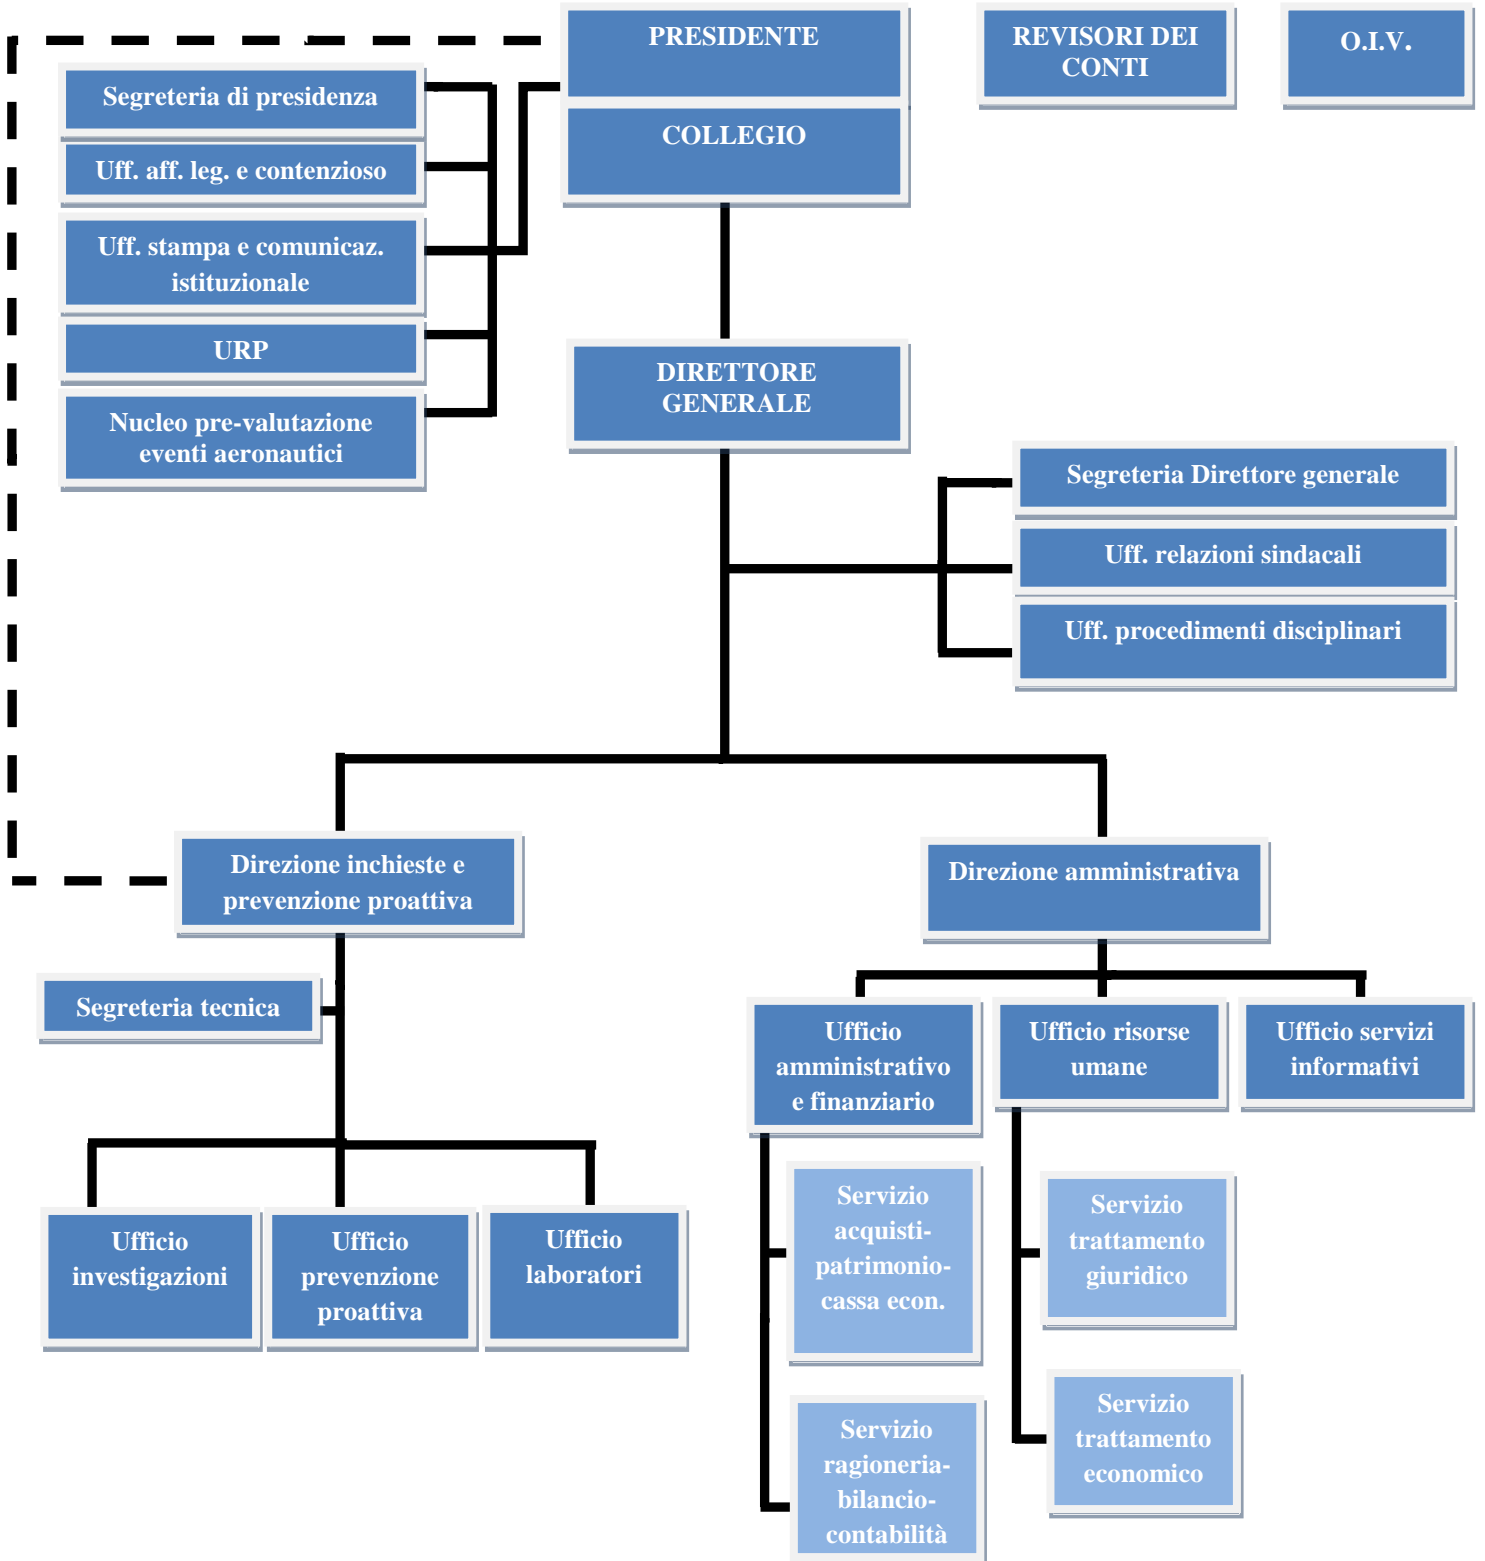 PRESIDENTE
COLLEGIO
REVISORI DEI
CONTI
O.I.V.
Segreteria di presidenza
Uff. aff. leg. e contenzioso
Uff. stampa e comunicaz.
istituzionale
URP
Nucleo pre-valutazione
eventi aeronautici
DIRETTORE
GENERALE
Segreteria Direttore generale
Uff. relazioni sindacali
Uff. procedimenti disciplinari
Direzione inchieste e
prevenzione proattiva
Direzione amministrativa
Segreteria tecnica
Ufficio
investigazioni
Ufficio
prevenzione
proattiva
Ufficio
laboratori
Ufficio
amministrativo
e finanziario
Ufficio risorse
umane
Ufficio servizi
informativi
Servizio
acquisti-
patrimonio-
cassa econ.
Servizio
trattamento
giuridico
Servizio
ragioneria-
bilancio-
contabilità
Servizio
trattamento
economico